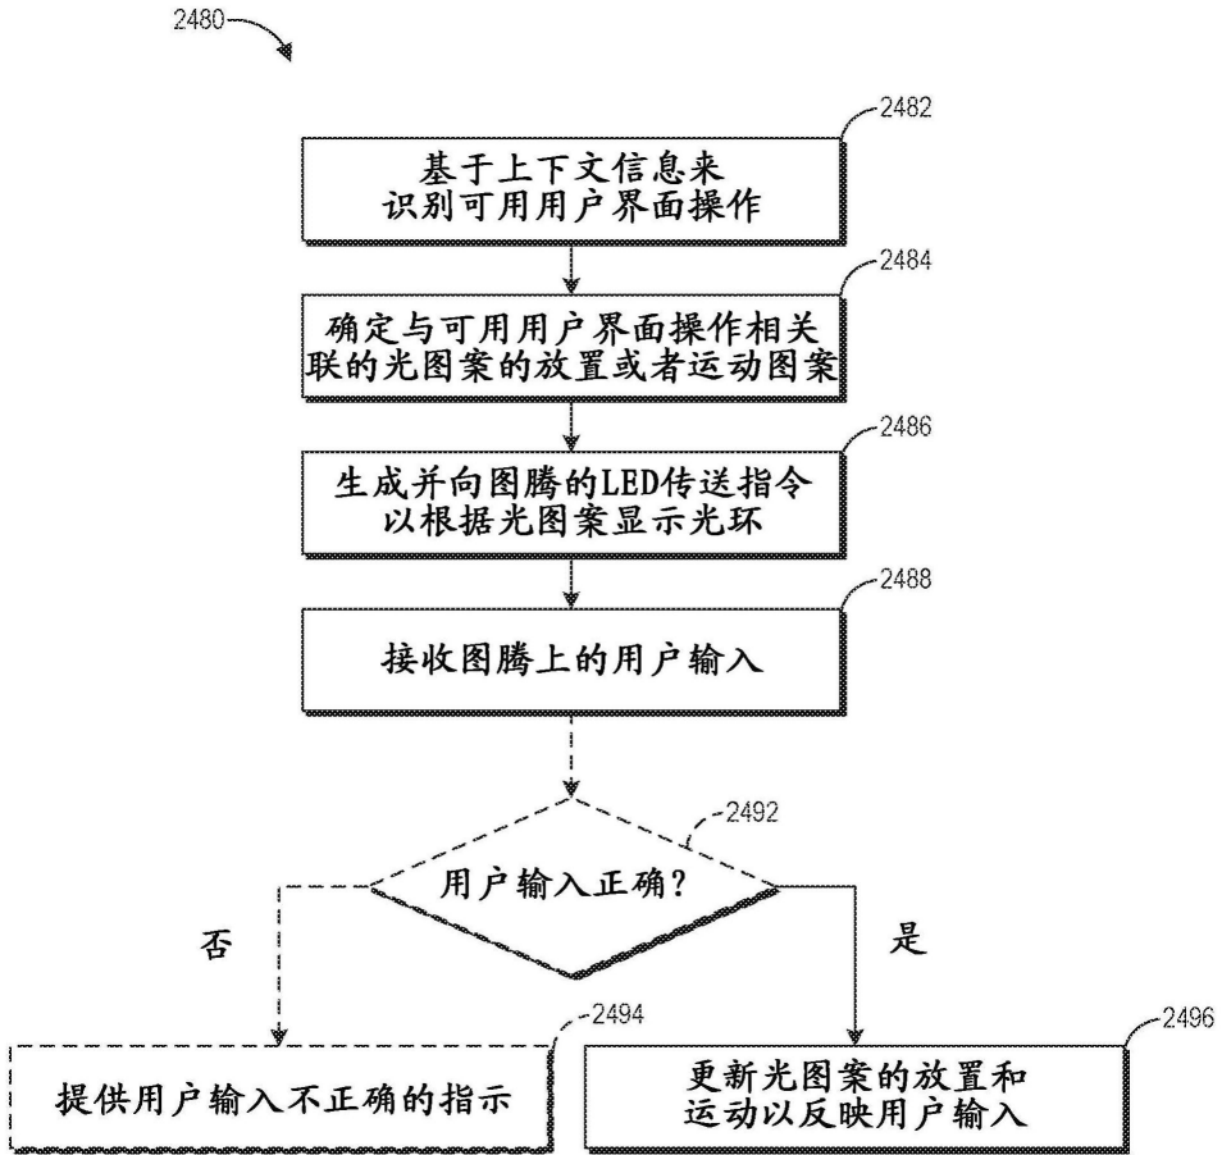 2480
2482
基于上下文信息来
识别可用用户界面操作
2484
确定与可用用户界面操作相关
联的光图案的放置或者运动图案
2486
生成并向图腾的LED传送指令
以根据光图案显示光环
2488
接收图腾上的用户输入
2492
用户输入正确?
否
是
2494
提供用户输入不正确的指示
2496
更新光图案的放置和
运动以反映用户输入